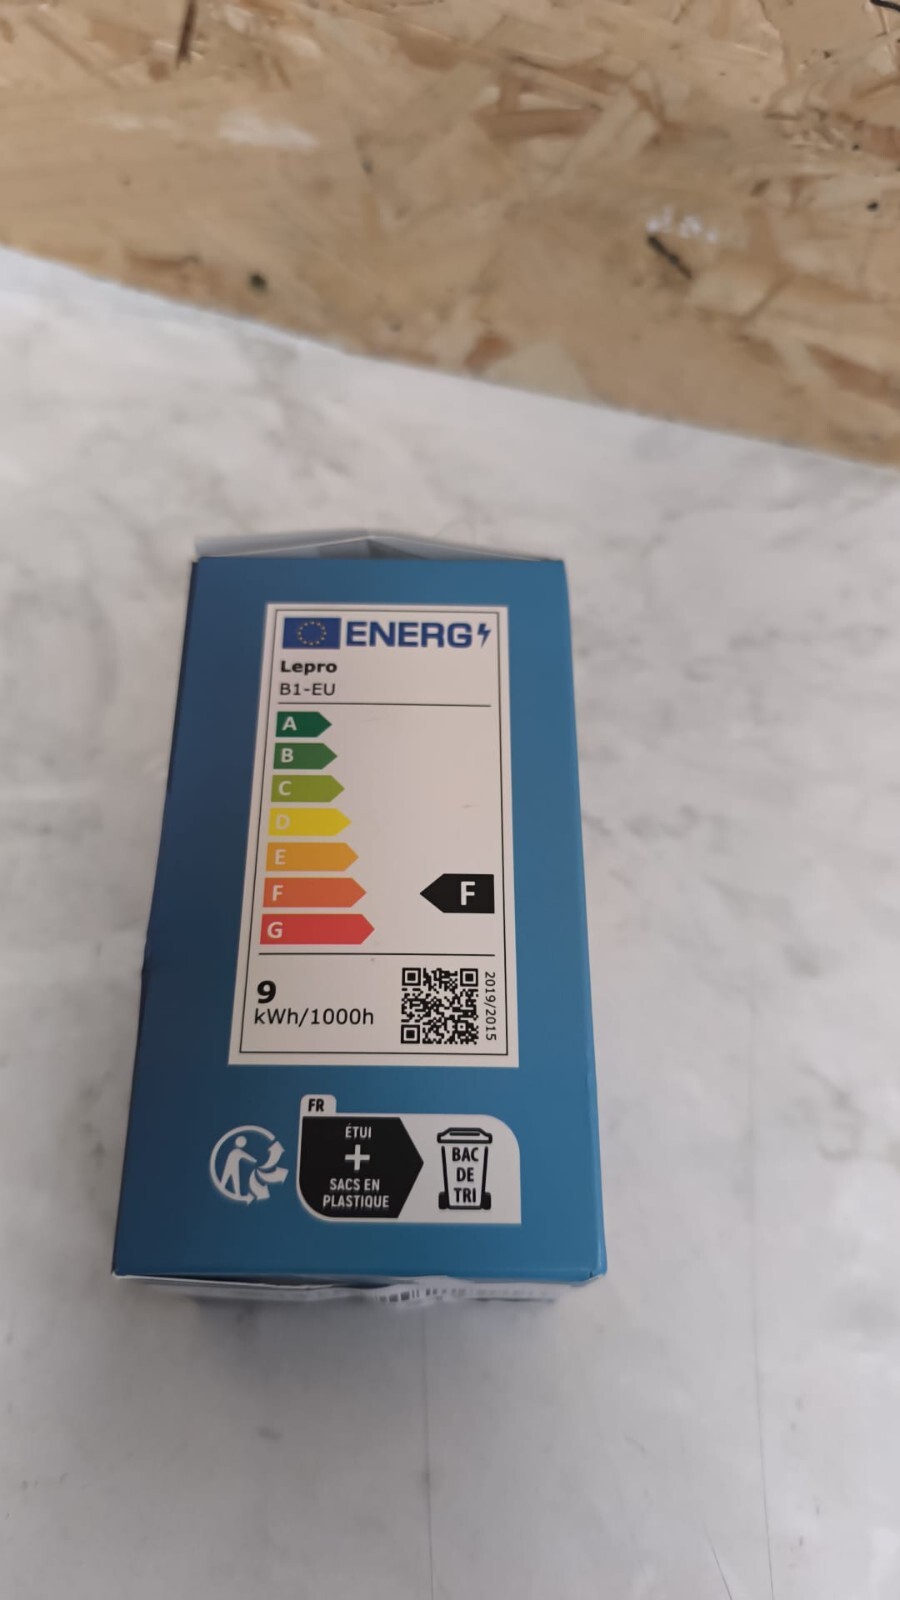 ENERG
Lepro
B1-EU
A
B
C
D
E
F
F
G
9
kWh/1000h
2019/2015
FR
ÉTUI
+
SACS EN
PLASTIQUE
BAC
DE
TRI